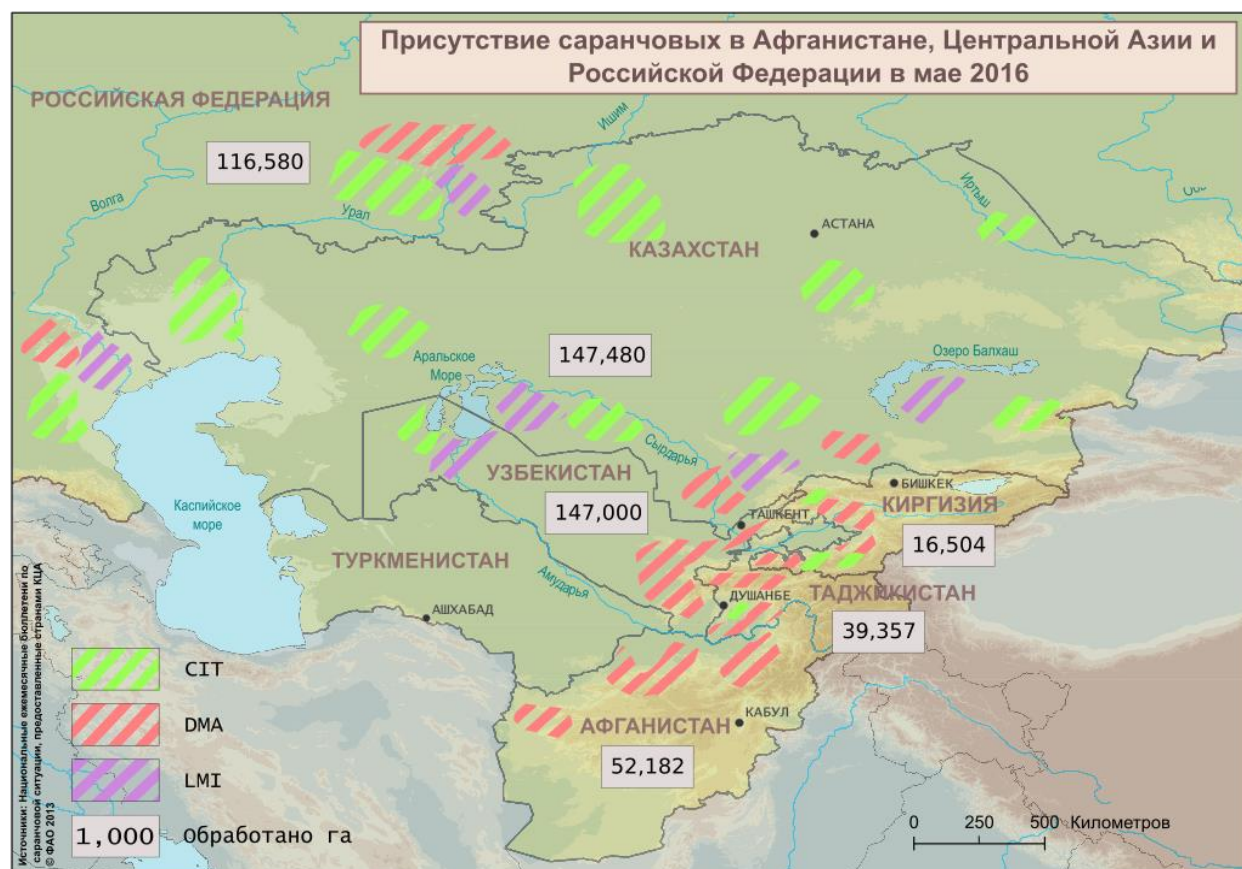 Присутствие саранчовых в Афганистане, Центральной Азии и
Российской Федерации в мае 2016
РОССИЙСКАЯ ФЕДЕРАЦИЯ
116,580
Ишим
Волга
Урал
Иртыш
АСТАНА
КАЗАХСТАН
147,480
Аральское
Море
Озеро Балхаш
Сырдарья
УЗБЕКИСТАН
147,000
БИШКЕК
КИРГИЗИЯ
16,504
ТАШКЕНТ
Каспийское
море
ТУРКМЕНИСТАН
Амударья
АШХАБАД
ДУШАНБЕ
ТАДЖИКИСТАН
39,357
КАБУЛ
АФГАНИСТАН
52,182
CIT
DMA
LMI
1,000 Обработано га
0 250 500 Километров
Источники: Национальные ежемесячные бюллетени по
саранчовой ситуации, предоставленные странами КЦА
© ФАО 2013